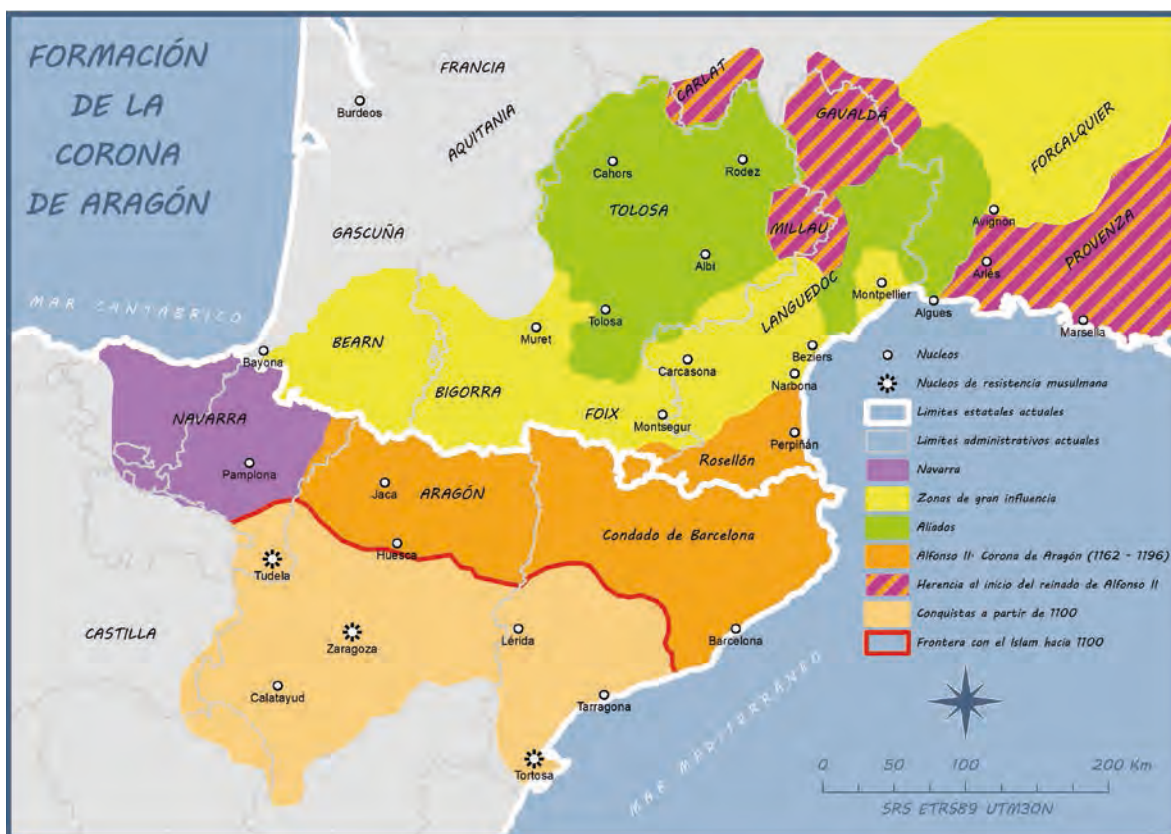 FORMACIÓN
DE LA
CORONA
DE ARAGÓN
FRANCIA
Burdeos
AQUITANIA
GASCUÑA
CARLAT
GAVALDÁ
FORCALQUIER
Cahors
Rodez
TOLOSA
MILLAU
Avignon
PROVENZA
Albi
Arlés
MAR CANTABRICO
LANGUEDOC
Montpellier
Algues
Marsella
Tolosa
Muret
BEARN
Bayona
BIGORRA
Beziers
Carcasona
Narbona
FOIX
Montsegur
Perpiñán
Rosellón
NAVARRA
Pamplona
Jaca
ARAGÓN
Huesca
Condado de Barcelona
Tudela
CASTILLA
Zaragoza
Lérida
Barcelona
Calatayud
Tarragona
Tortosa
MAR MADITERRÁNEO
Nucleos
Nucleos de resistencia musulmana
Limites estatales actuales
Limites administrativos actuales
Navarra
Zonas de gran influencia
Aliados
Alfonso II· Corona de Aragón (1162 - 1196)
Herencia al inicio del reinado de Alfonso II
Conquistas a partir de 1100
Frontera con el Islam hacia 1100
0 50 100 200 Km
SRS ETRS89 UTM30N